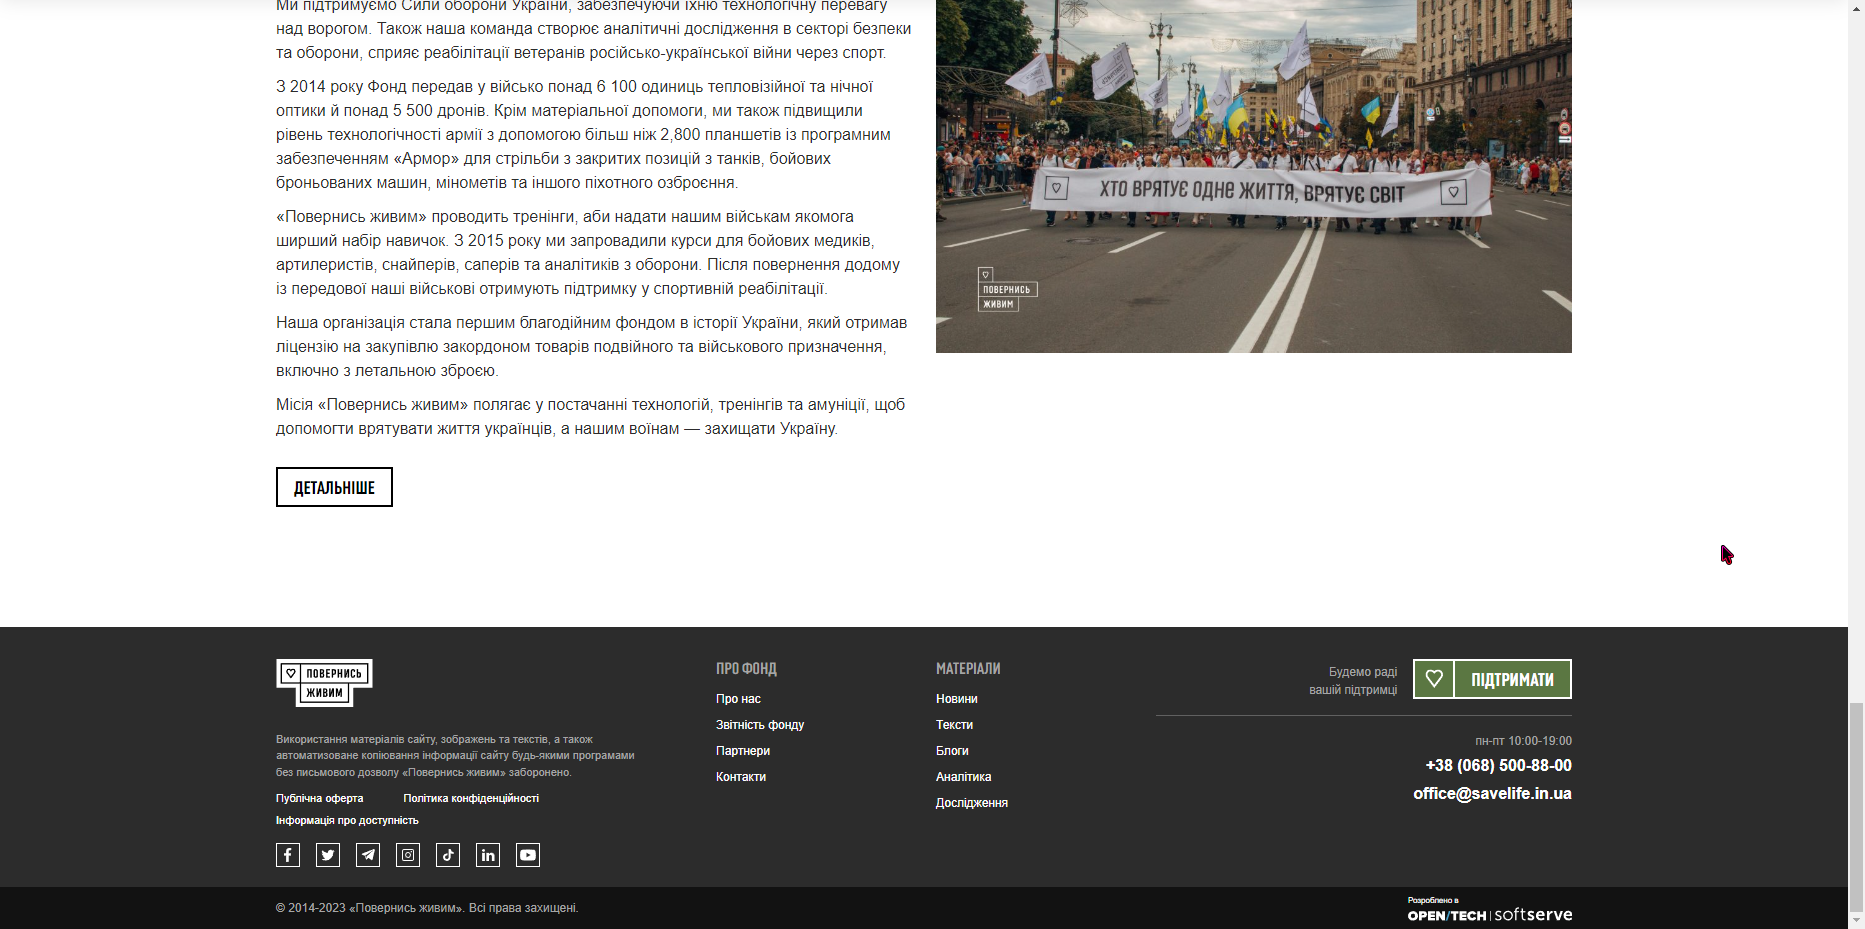 Ми підтримуємо Сили оборони України, забезпечуючи їхню технологічну перевагу
над ворогом. Також наша команда створює аналітичні дослідження в секторі безпеки
та оборони, сприяє реабілітації ветеранів російсько-української війни через спорт.
З 2014 року Фонд передав у військо понад 6 100 одиниць тепловізійної та нічної
оптики й понад 5 500 дронів. Крім матеріальної допомоги, ми також підвищили
рівень технологічності армії з допомогою більш ніж 2,800 планшетів із програмним
забезпеченням «Армор» для стрільби з закритих позицій з танків, бойових
броньованих машин, мінометів та іншого піхотного озброєння.
«Повернись живим» проводить тренінги, аби надати нашим військам якомога
ширший набір навичок. З 2015 року ми запровадили курси для бойових медиків,
артилеристів, снайперів, саперів та аналітиків з оборони. Після повернення додому
із передової наші військові отримують підтримку у спортивній реабілітації.
Наша організація стала першим благодійним фондом в історії України, який отримав
ліцензію на закупівлю закордоном товарів подвійного та військового призначення,
включно з летальною зброєю.
Місія «Повернись живим» полягає у постачанні технологій, тренінгів та амуніції, щоб
допомогти врятувати життя українців, а нашим воїнам — захищати Україну.
ДЕТАЛЬНІШЕ
ХТО ВРЯТУЄ ОДНЕ ЖИТТЯ, ВРЯТУЄ СВІТ
ПОВЕРНИСЬ
ЖИВИМ
ПОВЕРНИСЬ
ЖИВИМ
Використання матеріалів сайту, зображень та текстів, а також
автоматизоване копіювання інформації сайту будь-якими програмами
без письмового дозволу «Повернись живим» заборонено.
Публічна оферта Політика конфіденційності
Інформація про доступність
ПРО ФОНД
Про нас
Звітність фонду
Партнери
Контакти
МАТЕРІАЛИ
Новини
Тексти
Блоги
Аналітика
Дослідження
Будемо раді
вашій підтримці
ПІДТРИМАТИ
пн-пт 10:00-19:00
+38 (068) 500-88-00
office@savelife.in.ua
© 2014-2023 «Повернись живим». Всі права захищені.
Розроблено в
OPEN/TECH | softserve